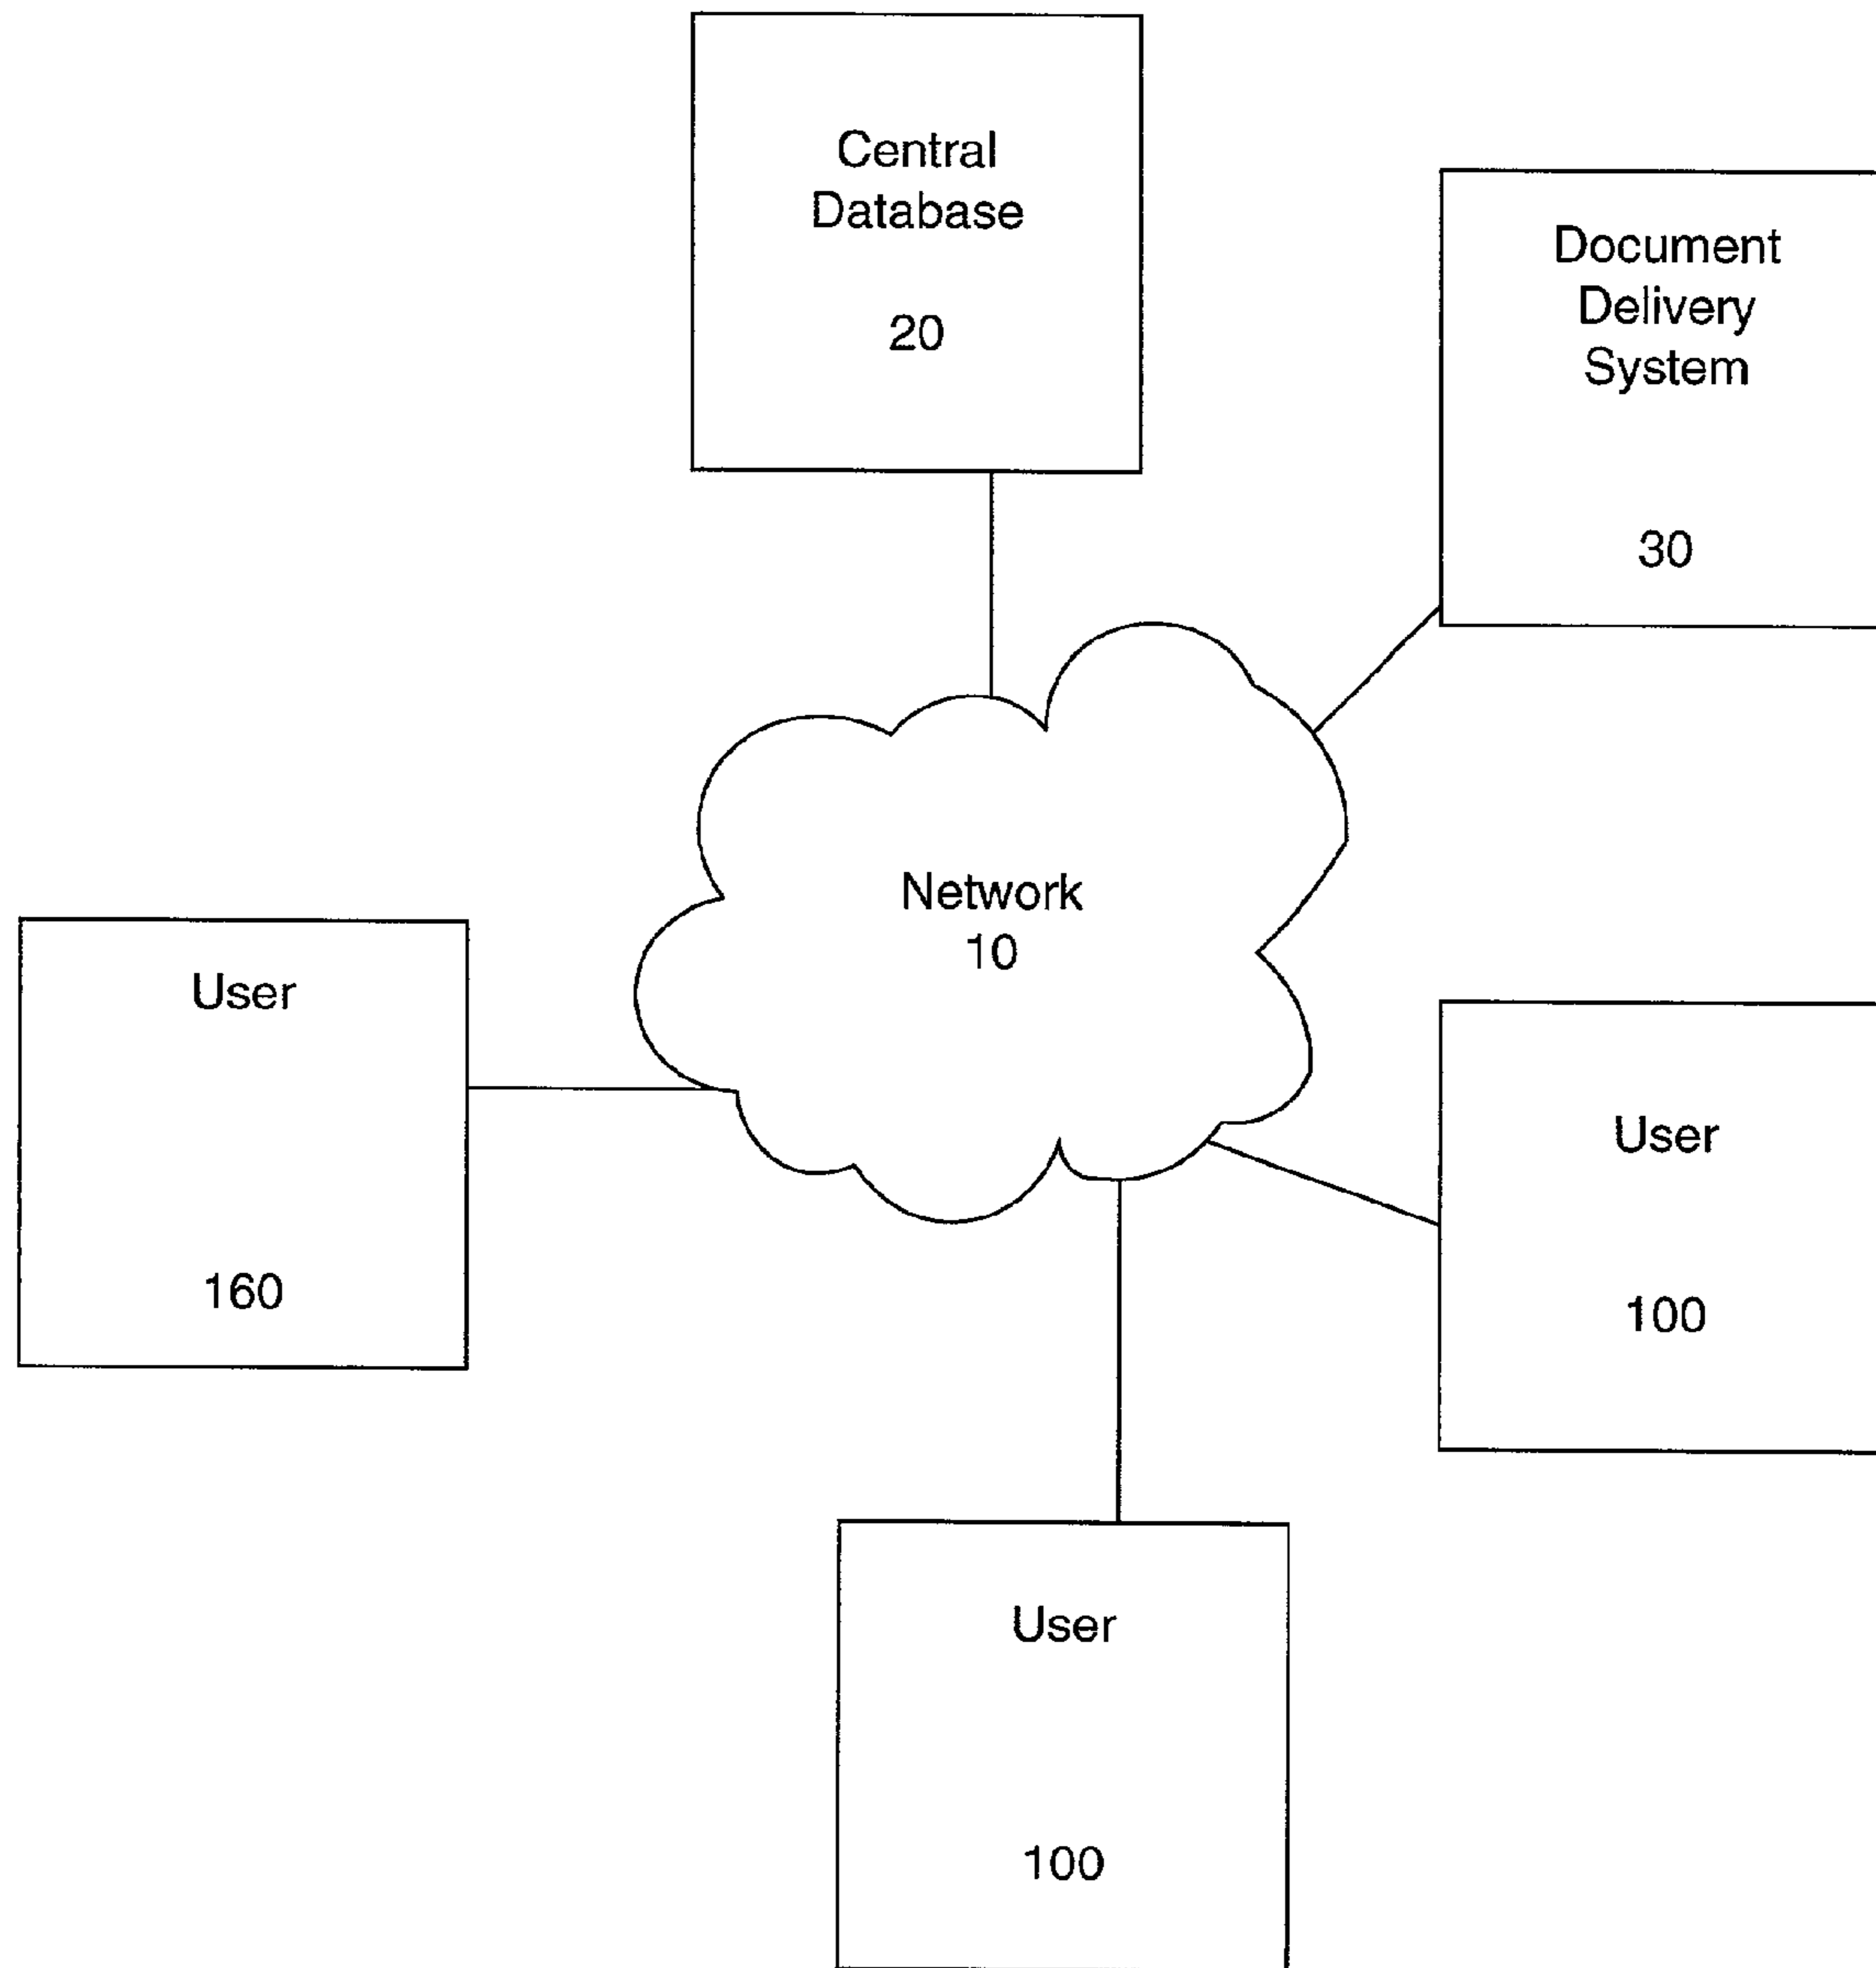 Central
Database
20
Document
Delivery
System
30
Network
10
User
160
User
100
User
100